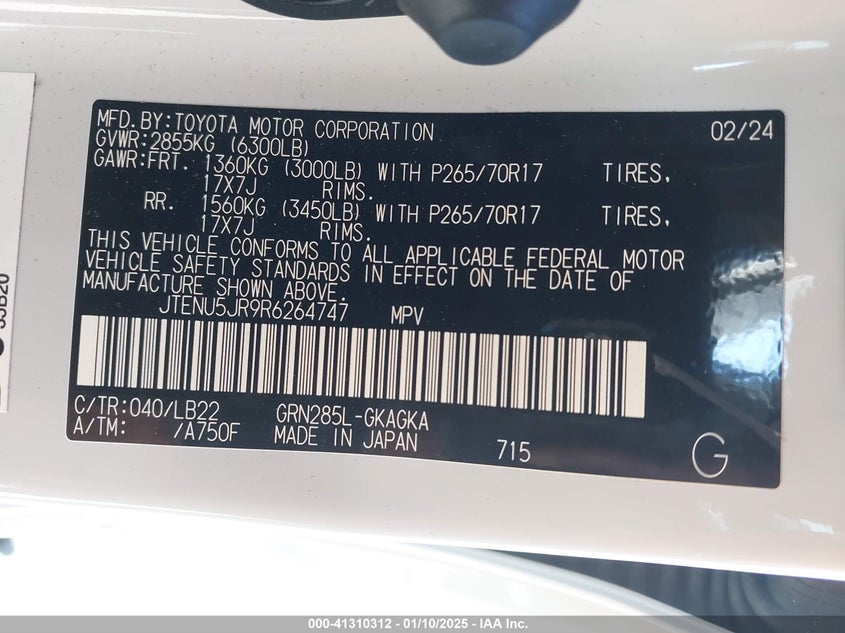 MFD.BY:TOYOTA MOTOR CORPORATION 02/24
GVWR:2855KG (6300LB)
GAWR:FRT. 1360KG (3000LB) WITH P265/70R17 TIRES,
17X7J RIMS.
RR. 1560KG (3450LB) WITH P265/70R17 TIRES,
17X7J RIMS.
THIS VEHICLE CONFORMS TO ALL APPLICABLE FEDERAL MOTOR
VEHICLE SAFETY STANDARDS IN EFFECT ON THE DATE OF
MANUFACTURE SHOWN ABOVE.
JTENU5JR9R6264747 MPV
C/TR:040/LB22 GRN285L-GKAGKA
A/TM: /A750F MADE IN JAPAN 715 G
000-41310312 - 01/10/2025 - IAA Inc.